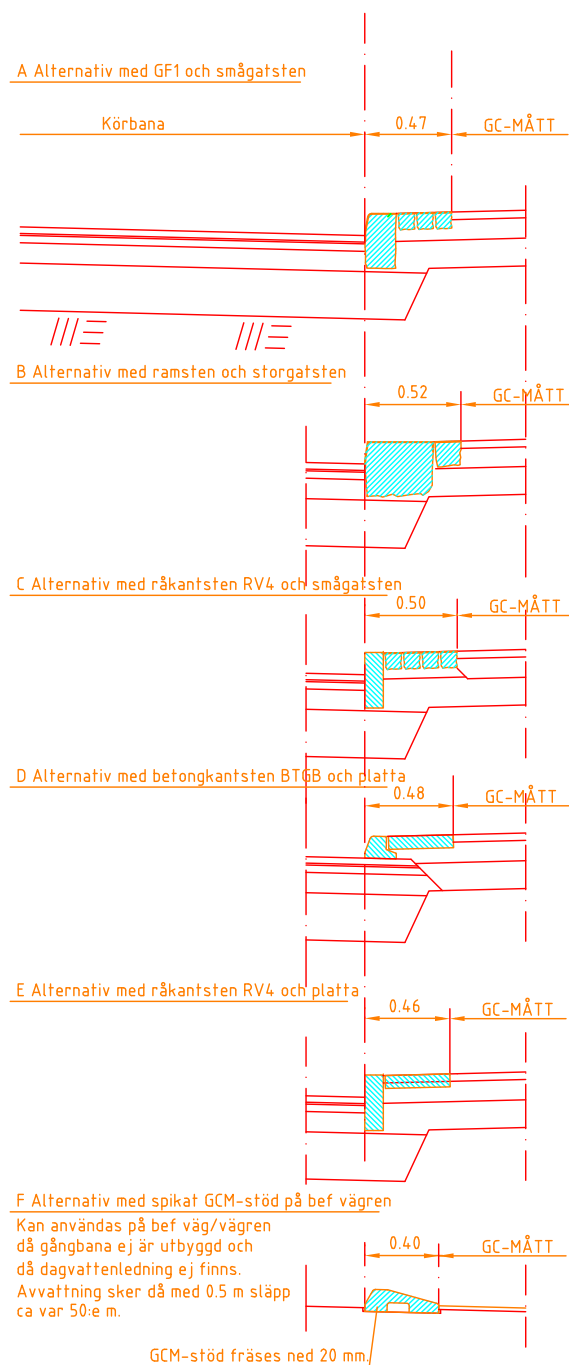 A Alternativ med GF1 och smågatsten
Körbana
0.47
GC-MÅTT
B Alternativ med ramsten och storgatsten
0.52
GC-MÅTT
C Alternativ med råkantsten RV4 och smågatsten
0.50
GC-MÅTT
D Alternativ med betongkantsten BTGB och platta
0.48
GC-MÅTT
E Alternativ med råkantsten RV4 och platta
0.46
GC-MÅTT
F Alternativ med spikat GCM-stöd på bef vägren
Kan användas på bef väg/vägren
då gångbana ej är utbyggd och
då dagvattenledning ej finns.
Avvattning sker då med 0.5 m släpp
ca var 50:e m.
0.40
GC-MÅTT
GCM-stöd fräses ned 20 mm.